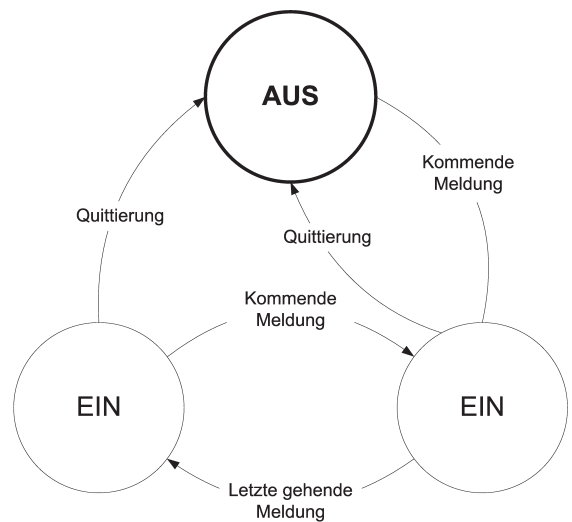 AUS
Kommende
Meldung
Quittierung
Quittierung
Kommende
Meldung
EIN
EIN
Letzte gehende
Meldung